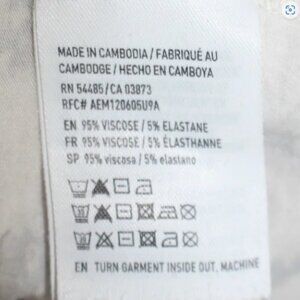 MADE IN CAMBODIA / FABRIQUÉ AU
CAMBODGE / HECHO EN CAMBOYA
RN 54485 / CA 03873
RFC# AEM120605U9A
EN 95% VISCOSE / 5% ELASTANE
FR 95% VISCOSE / 5% ÉLASTHANNE
SP 95% viscosa / 5% elastano
EN TURN GARMENT INSIDE OUT, MACHINE